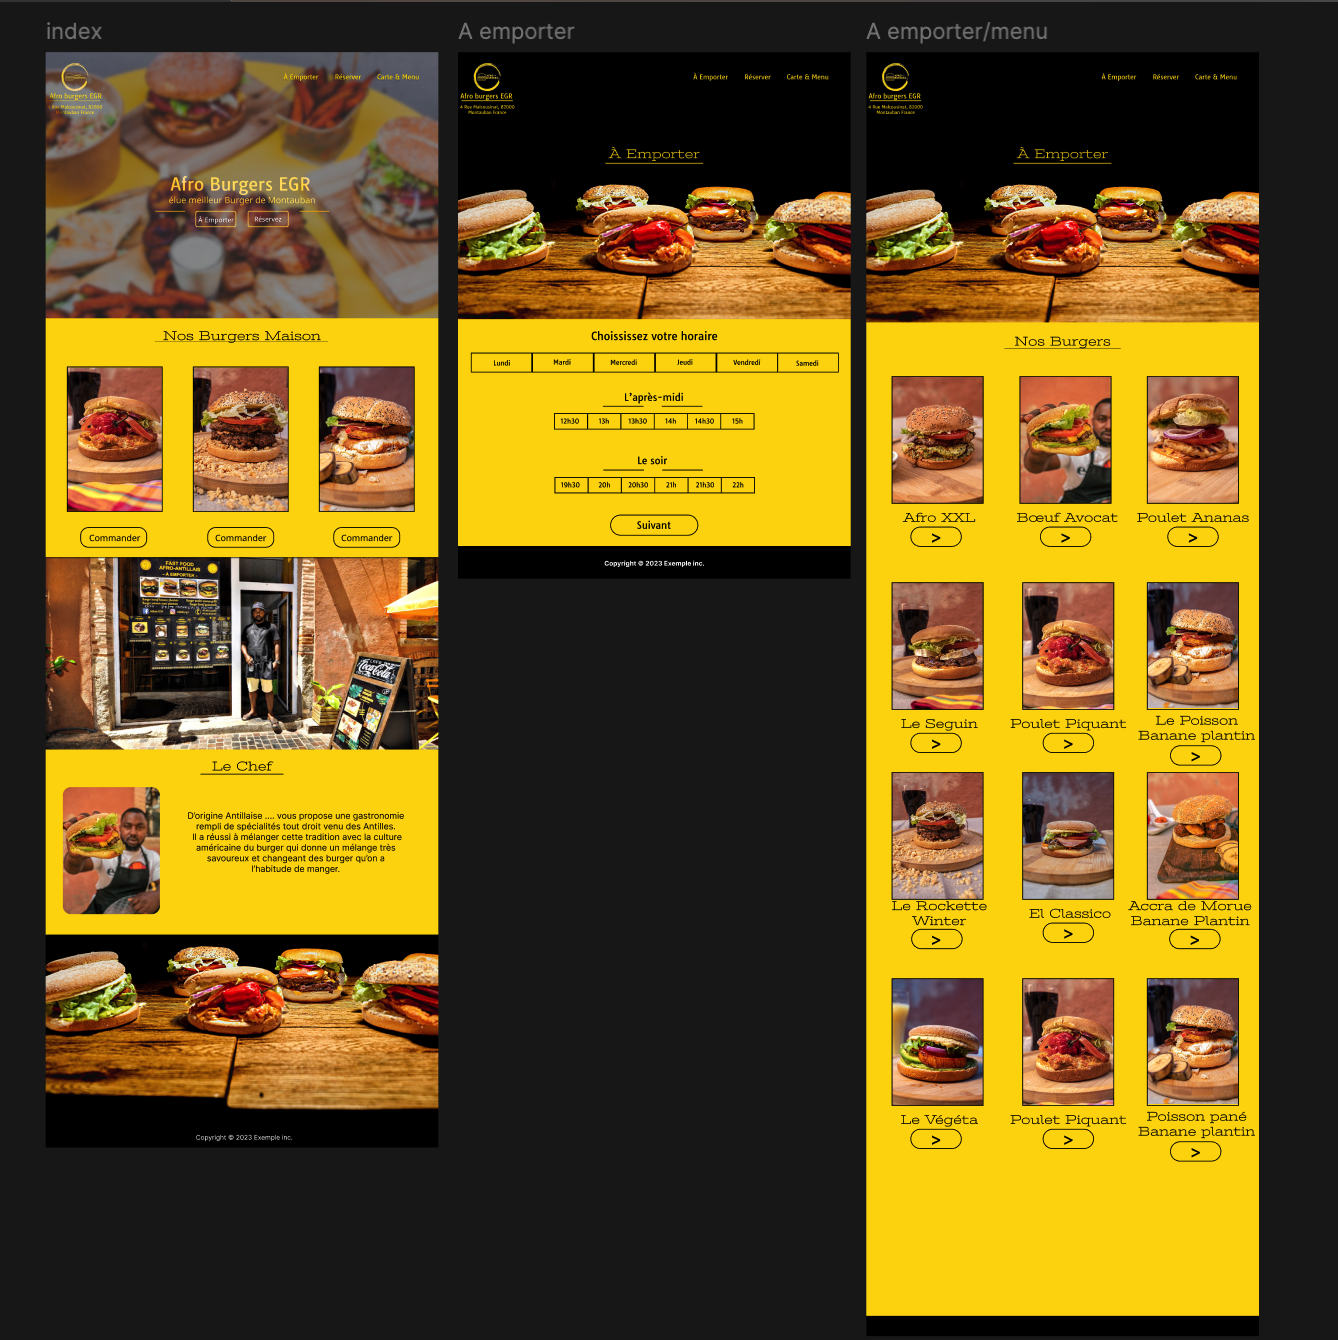 index
Afro burgers EGR
4 Rue Malcousinat, 82000
Montauban France
À Emporter Réserver Carte & Menu
Afro Burgers EGR
élue meilleur Burger de Montauban
À Emporter Réservez
Nos Burgers Maison
Commander Commander Commander
FAST FOOD
AFRO-ANTILLAIS
- À EMPORTER -
Coca-Cola
Le Chef
D'origine Antillaise .... vous propose une gastronomie
rempli de spécialités tout droit venu des Antilles.
Il a réussi à mélanger cette tradition avec la culture
américaine du burger qui donne un mélange très
savoureux et changeant des burger qu'on a
l'habitude de manger.
Copyright © 2023 Exemple inc.
A emporter
Afro burgers EGR
4 Rue Malcousinat, 82000
Montauban France
À Emporter Réserver Carte & Menu
À Emporter
Choississez votre horaire
Lundi Mardi Mercredi Jeudi Vendredi Samedi
L'après-midi
12h30 13h 13h30 14h 14h30 15h
Le soir
19h30 20h 20h30 21h 21h30 22h
Suivant
Copyright © 2023 Exemple inc.
A emporter/menu
Afro burgers EGR
4 Rue Malcousinat, 82000
Montauban France
À Emporter Réserver Carte & Menu
À Emporter
Nos Burgers
Afro XXL Bœuf Avocat Poulet Ananas
> > >
Le Seguin Poulet Piquant Le Poisson
Banane plantin
> > >
Le Rockette
Winter
El Classico
Accra de Morue
Banane Plantin
> > >
Le Végéta Poulet Piquant Poisson pané
Banane plantin
> > >